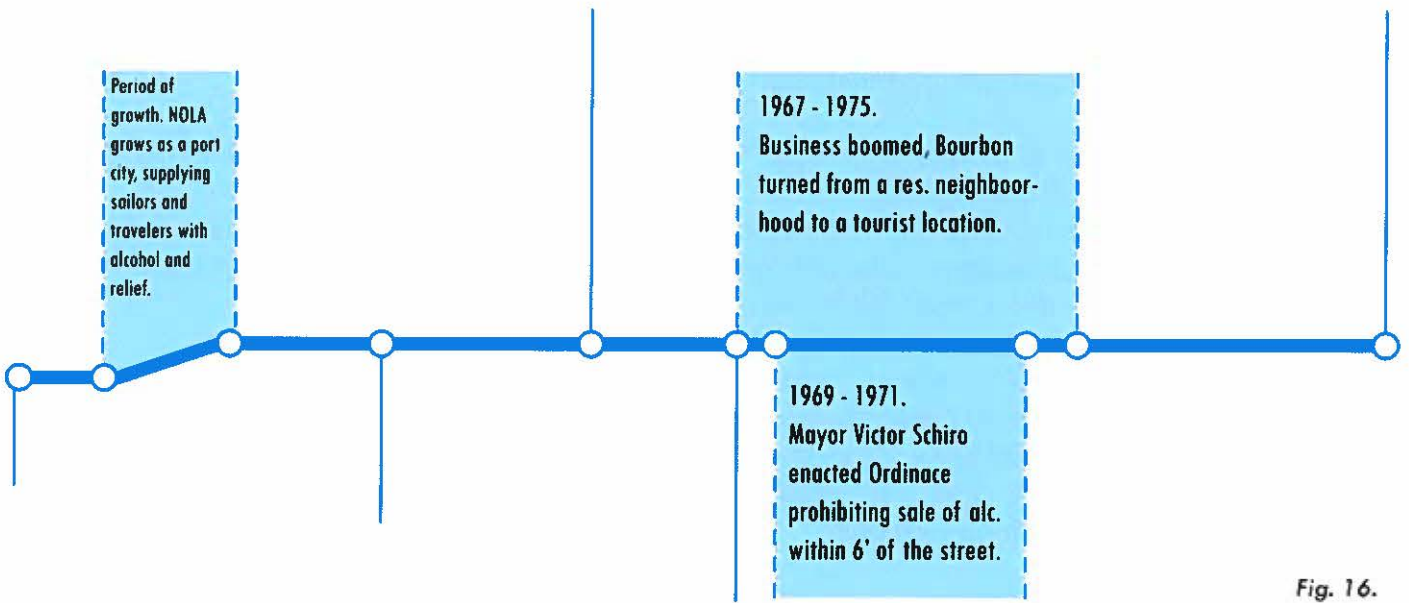 Period of
growth. NOLA
grows as a port
city, supplying
sailors and
travelers with
alcohol and
relief.
1967 - 1975.
Business boomed, Bourbon
turned from a res. neighboor-
hood to a tourist location.
1969 - 1971.
Mayor Victor Schiro
enacted Ordinace
prohibiting sale of alc.
within 6' of the street.
Fig. 16.